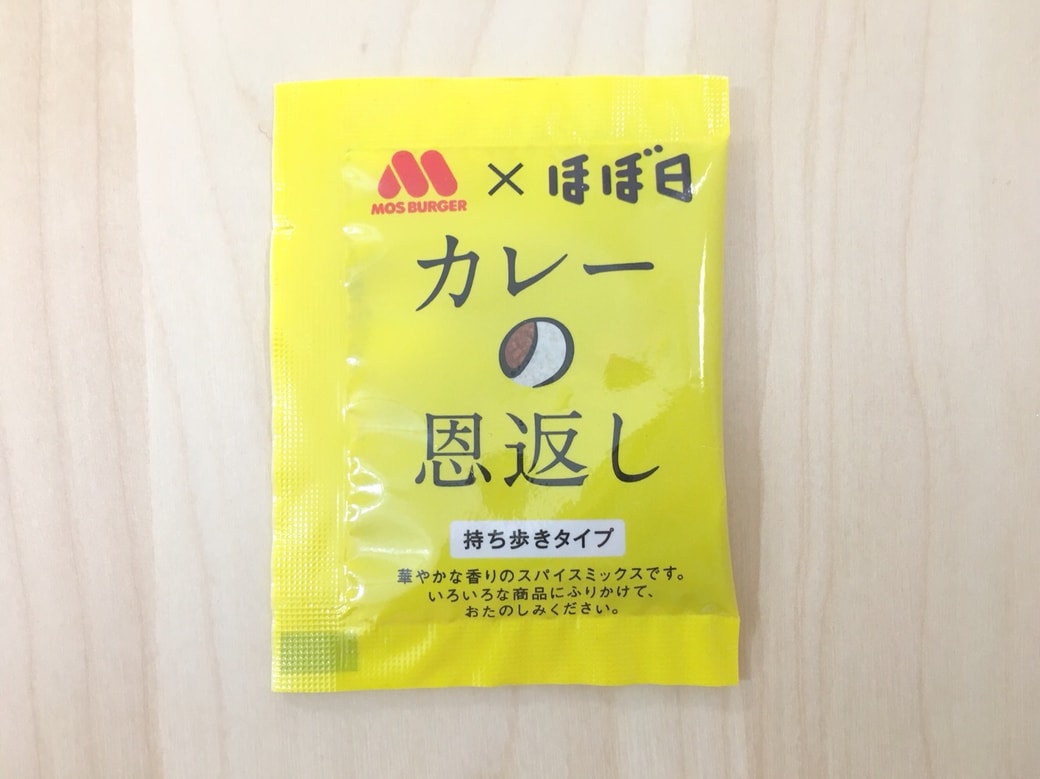 MOS BURGER × ほぼ日
カレー
の
恩返し
持ち歩きタイプ
華やかな香りのスパイスミックスです。
いろいろな商品にふりかけて、
おたのしみください。